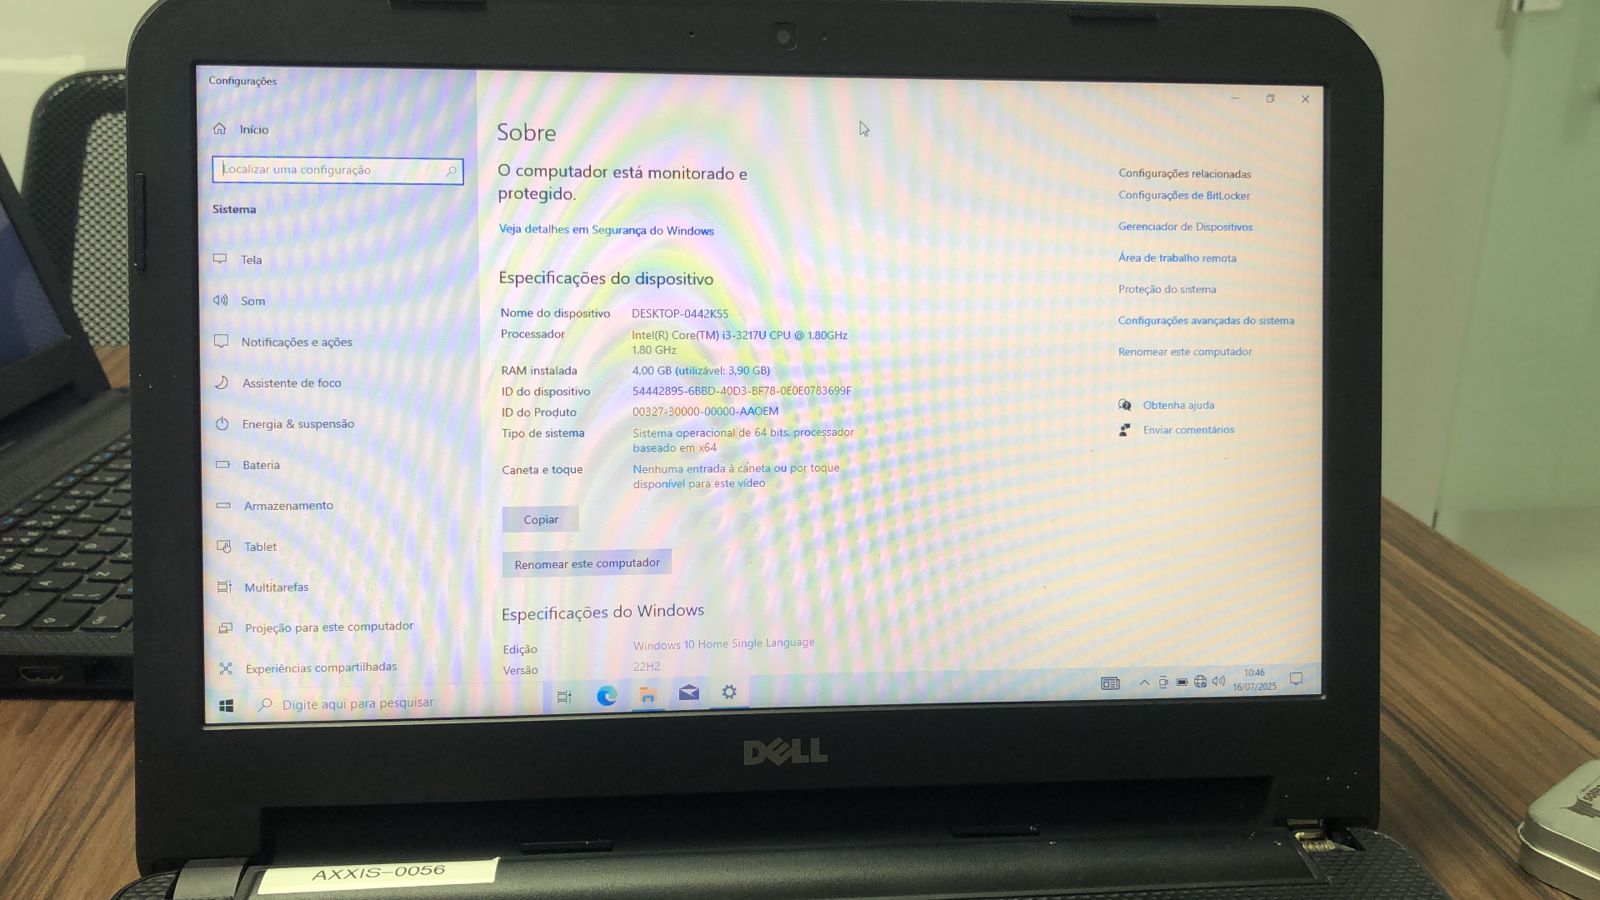 Configurações
Início
Localizar uma configuração
Sistema
Tela
Som
Notificações e ações
Assistente de foco
Energia & suspensão
Bateria
Armazenamento
Tablet
Multitarefas
Projeção para este computador
Experiências compartilhadas
Sobre
O computador está monitorado e
protegido.
Veja detalhes em Segurança do Windows
Especificações do dispositivo
Nome do dispositivo DESKTOP-0442K55
Processador Intel(R) Core(TM) i3-3217U CPU @ 1.80GHz
1.80 GHz
RAM instalada 4,00 GB (utilizável: 3,90 GB)
ID do dispositivo 54442895-6BBD-40D3-BF78-0E0E0783699F
ID do Produto 00327-30000-00000-AAOEM
Tipo de sistema Sistema operacional de 64 bits, processador
baseado em x64
Caneta e toque Nenhuma entrada à caneta ou por toque
disponível para este vídeo
Copiar
Renomear este computador
Especificações do Windows
Edição Windows 10 Home Single Language
Versão 22H2
Configurações relacionadas
Configurações de BitLocker
Gerenciador de Dispositivos
Área de trabalho remota
Proteção do sistema
Configurações avançadas do sistema
Renomear este computador
Obtenha ajuda
Enviar comentários
Digite aqui para pesquisar
10:46
16/07/2025
DELL
AXXIS-0056